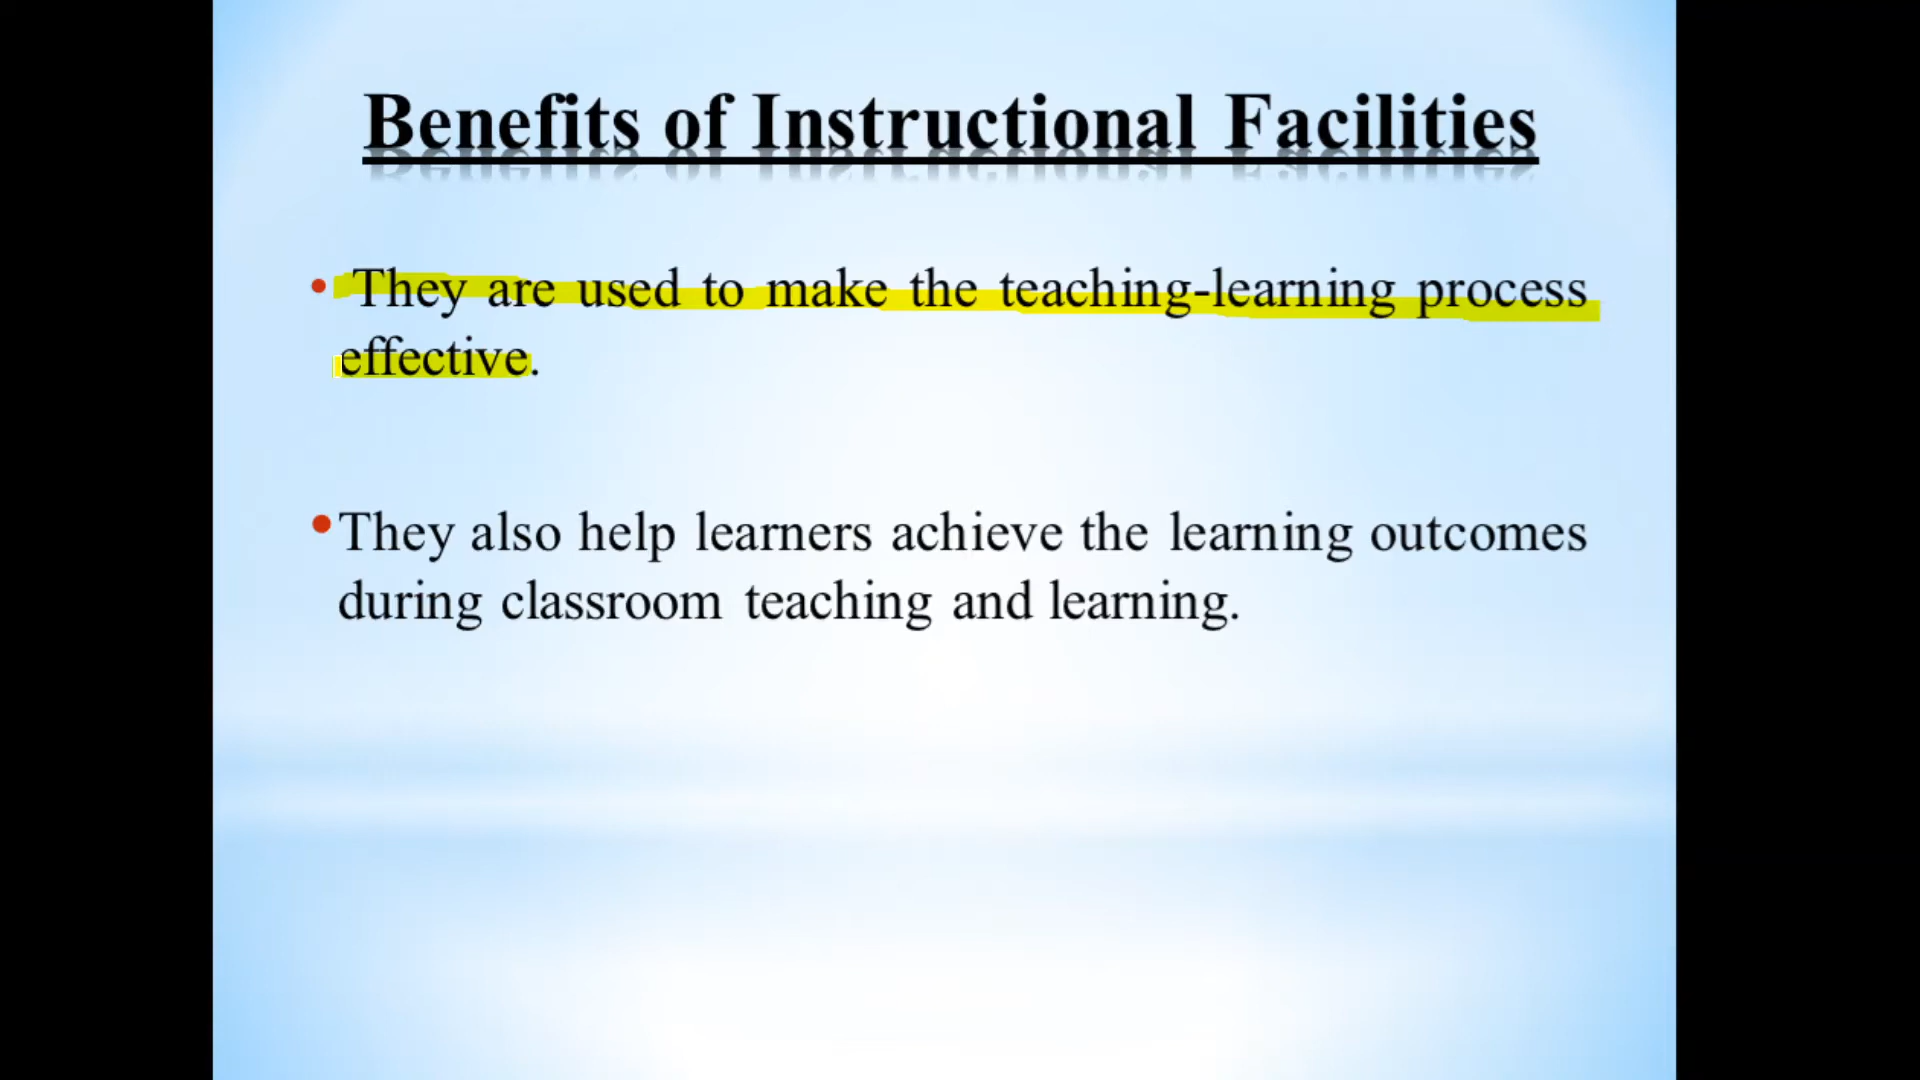 Benefits of Instructional Facilities
• They are used to make the teaching-learning process
effective.
• They also help learners achieve the learning outcomes
during classroom teaching and learning.